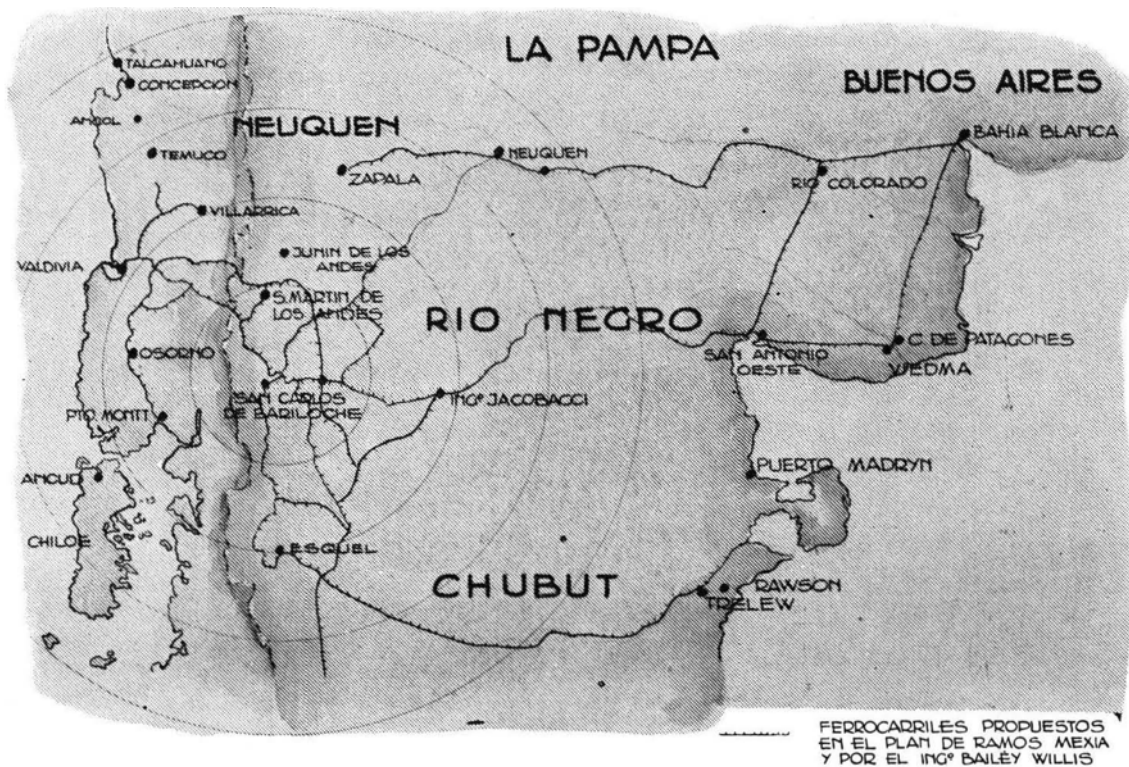 LA PAMPA
BUENOS AIRES
TALCAHUANO
CONCEPCION
ANGOL
NEUQUEN
BAHIA BLANCA
TEMUCO
NEUQUEN
ZAPALA
RIO COLORADO
VILLARRICA
JUNIN DE LOS
ANDES
VALDIVIA
S. MARTIN DE
LOS ANDES
RIO NEGRO
OSORNO
SAN ANTONIO
OESTE
C. DE PATAGONES
VIEDMA
SAN CARLOS
DE BARILOCHE
INGº JACOBACCI
PTO. MONTT
ANCUD
PUERTO MADRYN
CHILOE
ESQUEL
CHUBUT
RAWSON
TRELEW
FERROCARRILES PROPUESTOS
EN EL PLAN DE RAMOS MEXIA
Y POR EL INGº BAILEY WILLIS